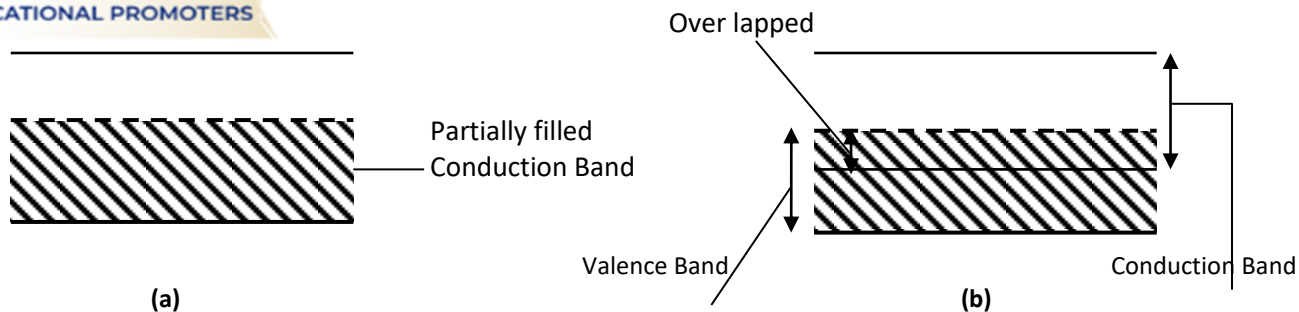 CATIONAL PROMOTERS
Over lapped
Partially filled
Conduction Band
Valence Band
Conduction Band
(a)
(b)